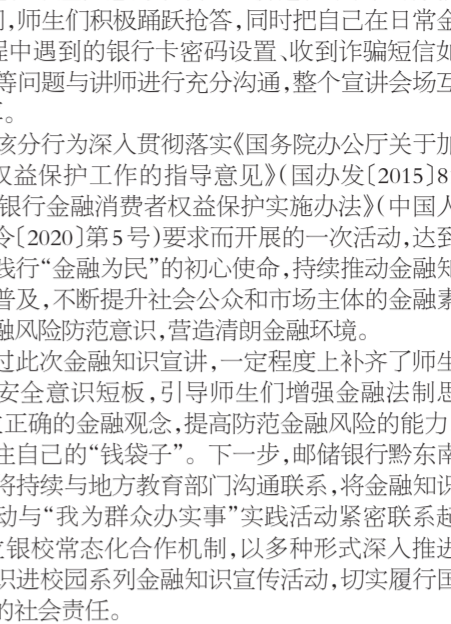 ,师生们积极踊跃抢答,同时把自己在日常金
程中遇到的银行卡密码设置、收到诈骗短信如
等问题与讲师进行充分沟通,整个宣讲会场互
。
该分行为深入贯彻落实《国务院办公厅关于加
权益保护工作的指导意见》(国办发〔2015〕8
银行金融消费者权益保护实施办法》(中国人
令〔2020〕第5号)要求而开展的一次活动,达到
践行“金融为民”的初心使命,持续推动金融知
普及,不断提升社会公众和市场主体的金融素
融风险防范意识,营造清朗金融环境。
过此次金融知识宣讲,一定程度上补齐了师生
安全意识短板,引导师生们增强金融法制思
正确的金融观念,提高防范金融风险的能力
住自己的“钱袋子”。下一步,邮储银行黔东南
将持续与地方教育部门沟通联系,将金融知识
动与“我为群众办实事”实践活动紧密联系起
银校常态化合作机制,以多种形式深入推进
识进校园系列金融知识宣传活动,切实履行国
的社会责任。